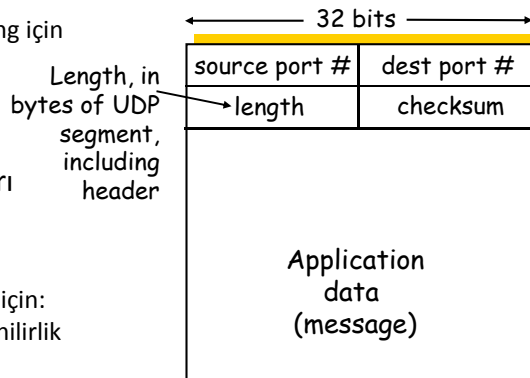 ng için
32 bits
source port # dest port #
length checksum
Length, in
bytes of UDP
segment,
including
header
rı
Application
data
(message)
için:
nilirlik